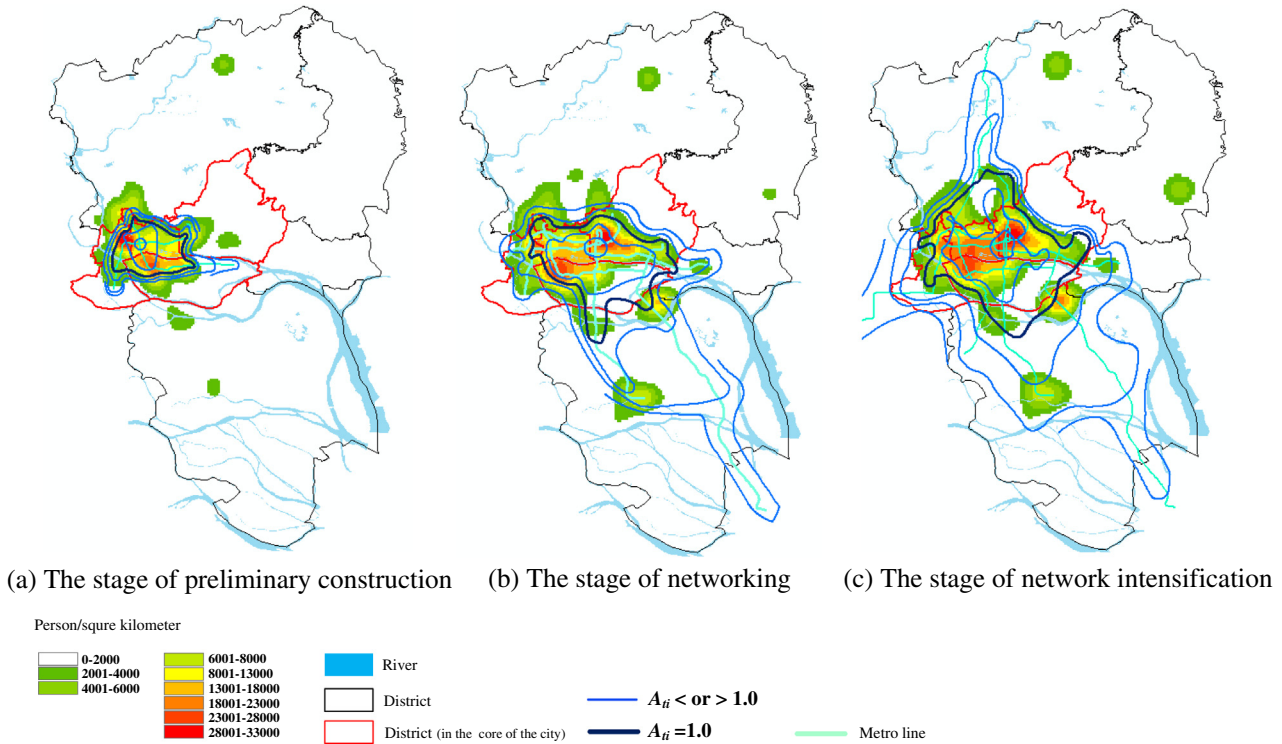 (a) The stage of preliminary construction
(b) The stage of networking
(c) The stage of network intensification
Person/squre kilometer
0-2000
2001-4000
4001-6000
6001-8000
8001-13000
13001-18000
18001-23000
23001-28000
28001-33000
River
District
District (in the core of the city)
A_ti < or > 1.0
A_ti =1.0
Metro line